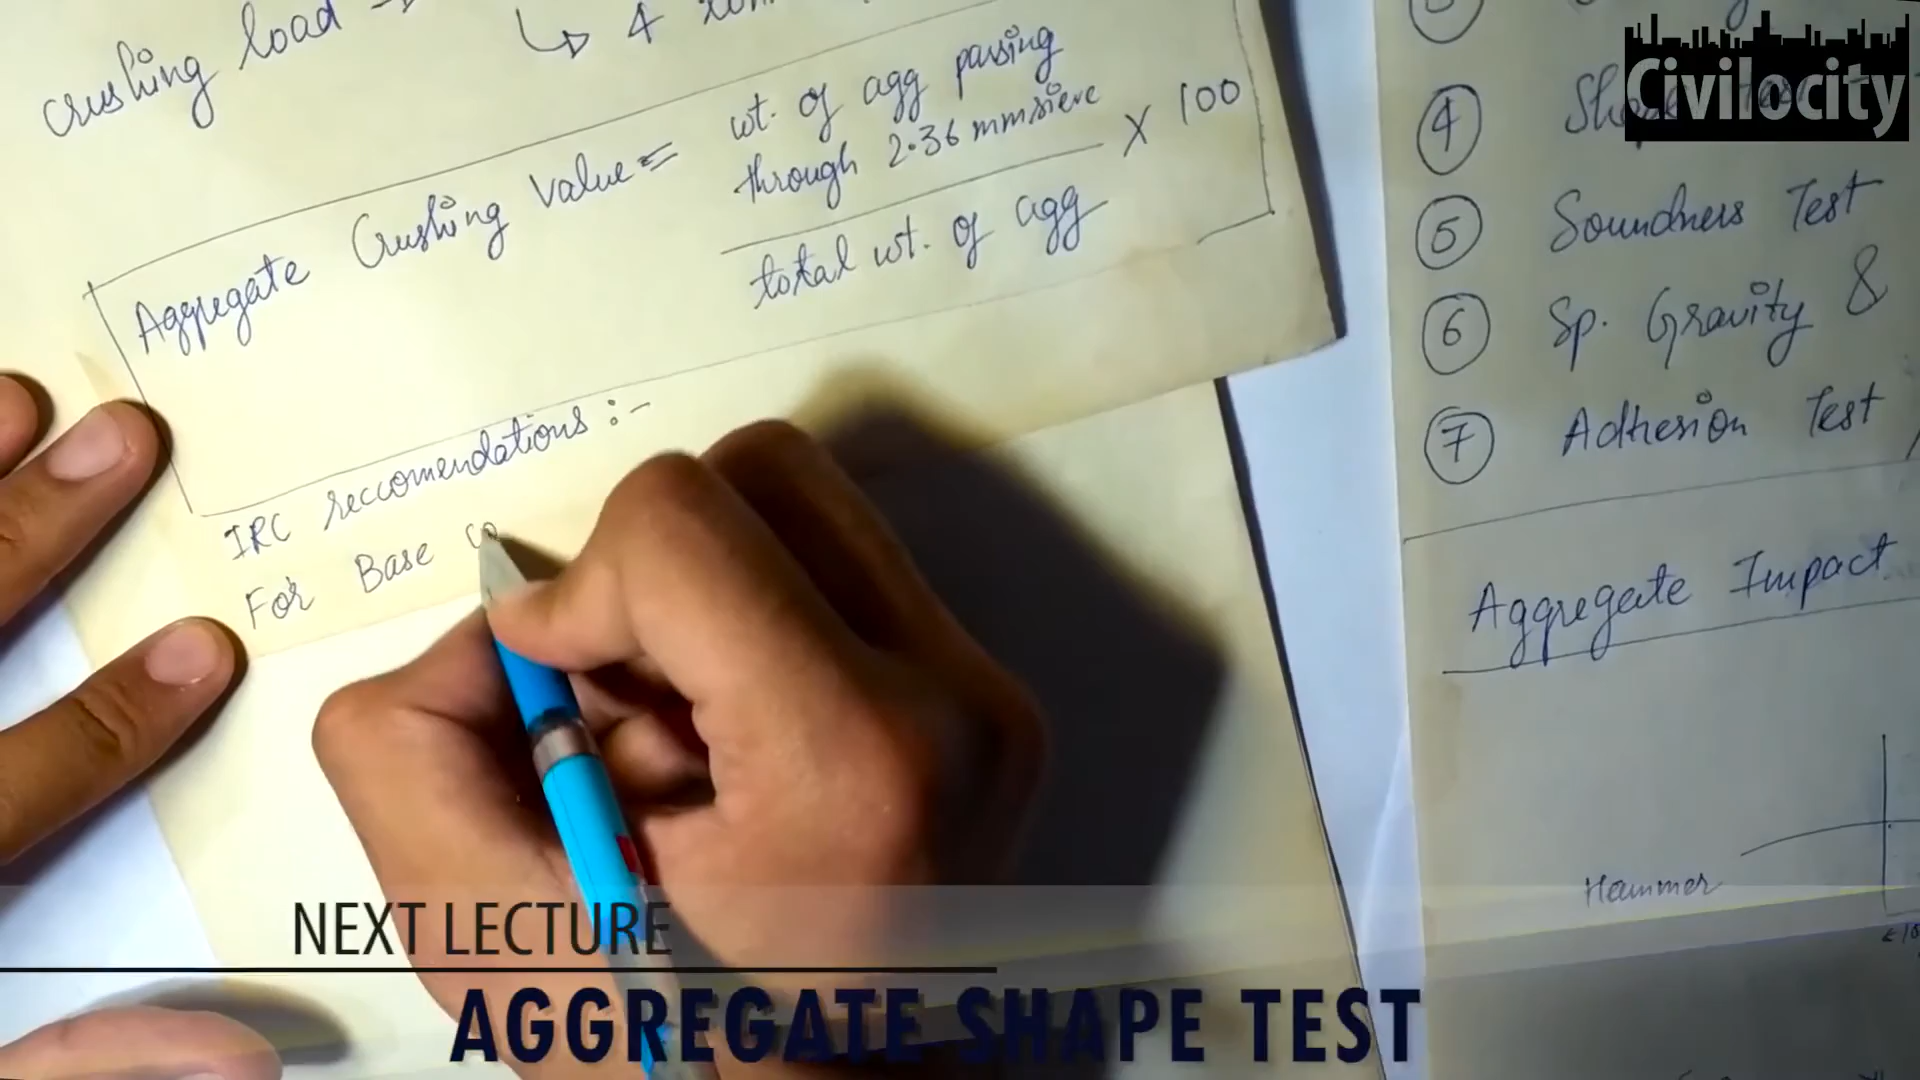 crushing load →
↳ 4
Aggregate Crushing Value =
wt. of agg passing
through 2.36 mm sieve
total wt. of agg
X 100
IRC reccomendations :-
For Base co
④
⑤ Soundness Test
⑥ Sp. Gravity &
⑦ Adhesion Test
Aggregate Impact
Hammer
Civilocity
NEXT LECTURE
AGGREGATE SHAPE TEST